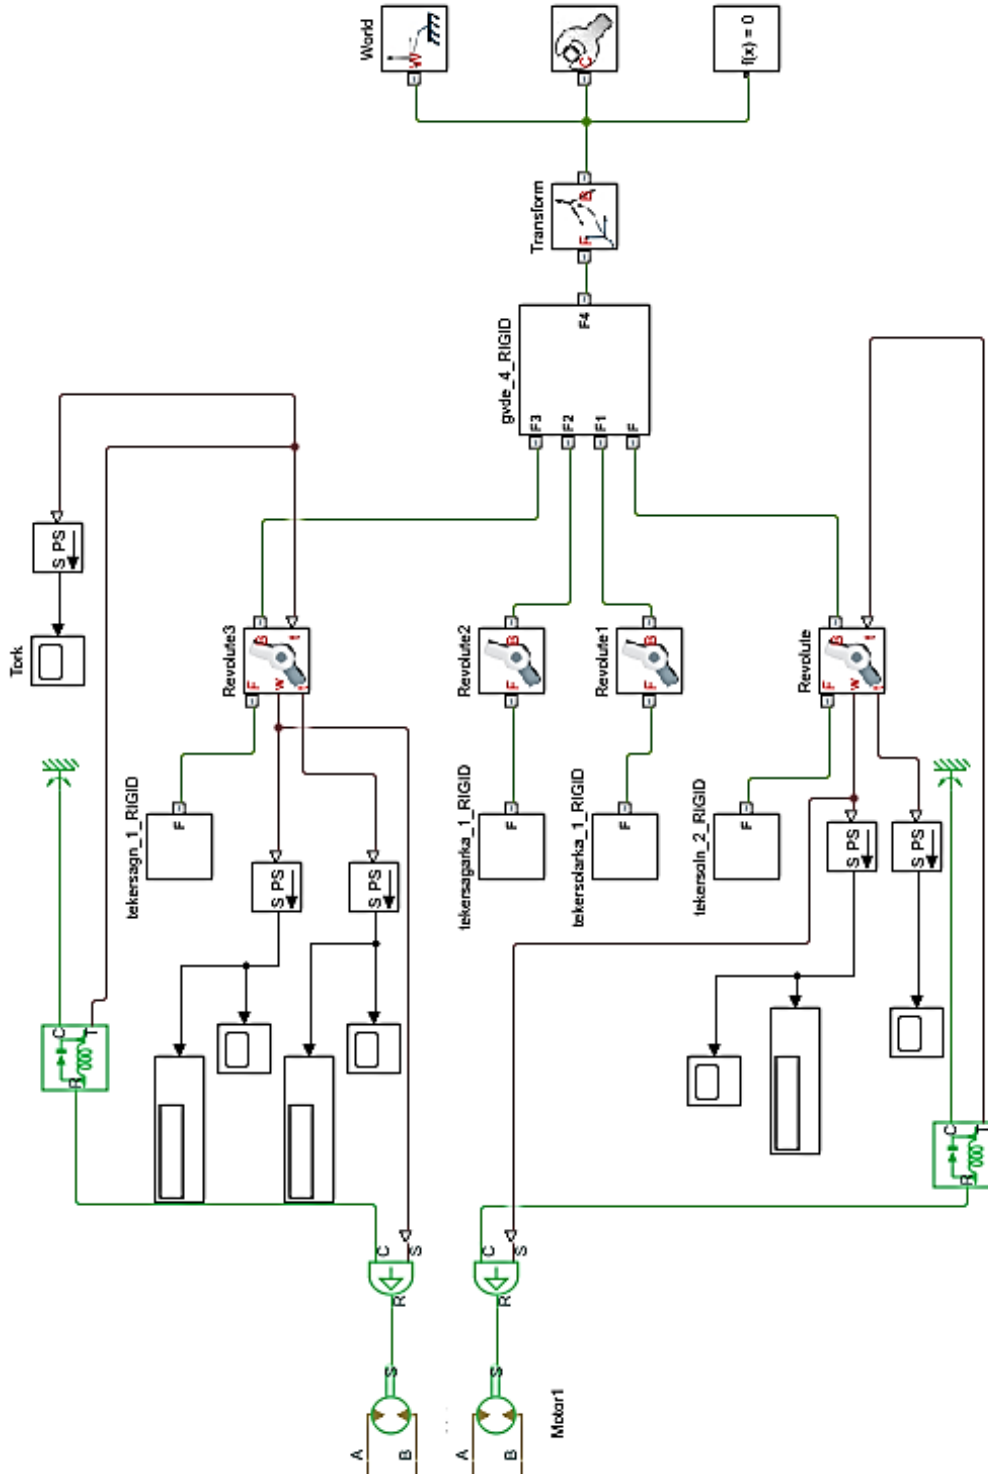 World
W
C
f(x) = 0
Transform
F
B
gvde_4_RIGID
F4
F3
F2
F1
F
S PS
Tork
Revolute3
F
B
w
t
t
Revolute2
F
B
Revolute1
F
B
Revolute
F
B
w
t
t
tekersagn_1_RIGID
F
tekersagarka_1_RIGID
F
tekersolarka_1_RIGID
F
tekersoln_2_RIGID
F
S PS
S PS
S PS
S PS
C
R
T
C
R
T
C
S
R
C
S
R
S
A
B
S
A
B
Motor1